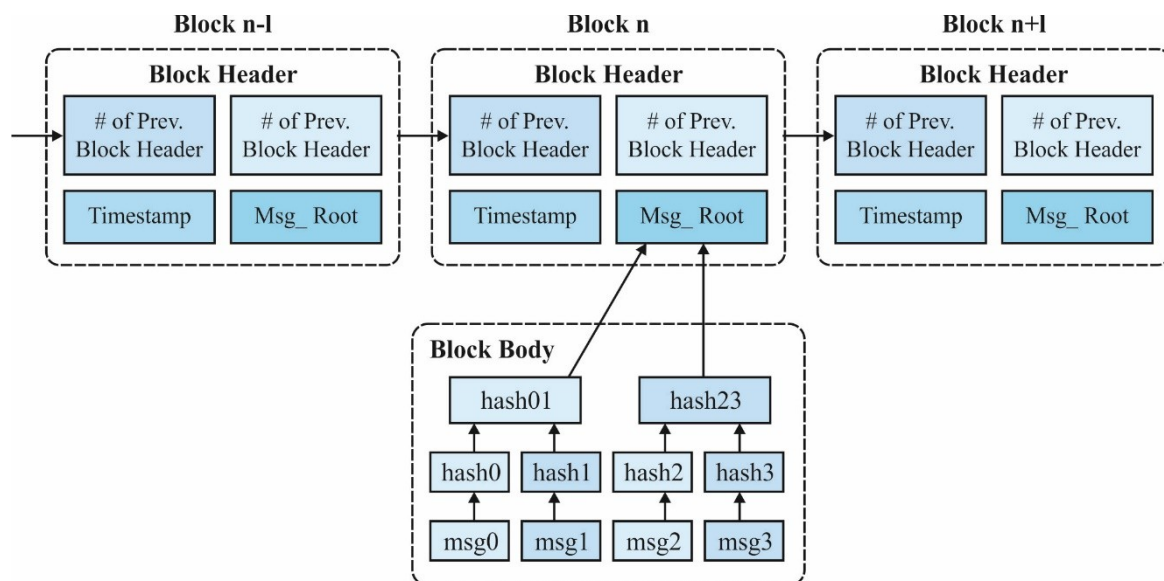 Block n-l
Block n
Block n+l
Block Header
Block Header
Block Header
# of Prev.
Block Header
# of Prev.
Block Header
# of Prev.
Block Header
# of Prev.
Block Header
# of Prev.
Block Header
# of Prev.
Block Header
Timestamp
Msg_ Root
Timestamp
Msg_ Root
Timestamp
Msg_ Root
Block Body
hash01
hash23
hash0
hash1
hash2
hash3
msg0
msg1
msg2
msg3